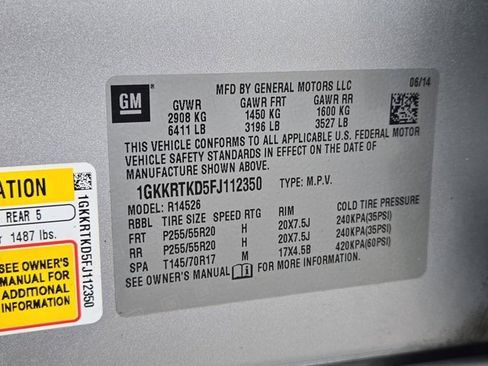 GM
MFD BY GENERAL MOTORS LLC 06/14
GVWR GAWR FRT GAWR RR
2908 KG 1450 KG 1600 KG
6411 LB 3196 LB 3527 LB
THIS VEHICLE CONFORMS TO ALL APPLICABLE U.S. FEDERAL MOTOR
VEHICLE SAFETY STANDARDS IN EFFECT ON THE DATE OF
MANUFACTURE SHOWN ABOVE.
1GKKRTKD5FJ112350 TYPE: M.P.V.
MODEL: R14526
RBBL TIRE SIZE SPEED RTG RIM COLD TIRE PRESSURE
FRT P255/55R20 H 20X7.5J 240KPA(35PSI)
RR P255/55R20 H 20X7.5J 240KPA(35PSI)
SPA T145/70R17 M 17X4.5B 420KPA(60PSI)
SEE OWNER'S MANUAL FOR MORE INFORMATION.
ATION
REAR 5
1487 lbs.
SEE OWNER'S
MANUAL FOR
ADDITIONAL
INFORMATION
1GKKRTKD5FJ112350